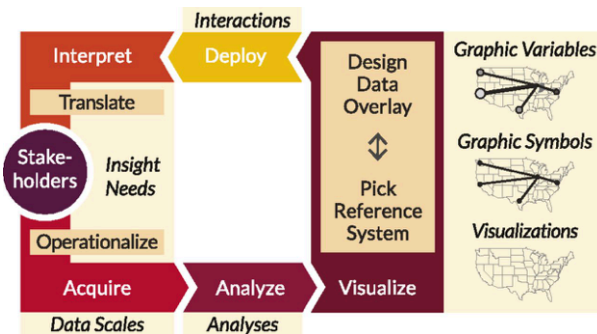 Interactions
Interpret
Deploy
Translate
Stake-
holders
Insight
Needs
Operationalize
Acquire
Analyze
Visualize
Data Scales
Analyses
Design
Data
Overlay
Pick
Reference
System
Graphic Variables
Graphic Symbols
Visualizations